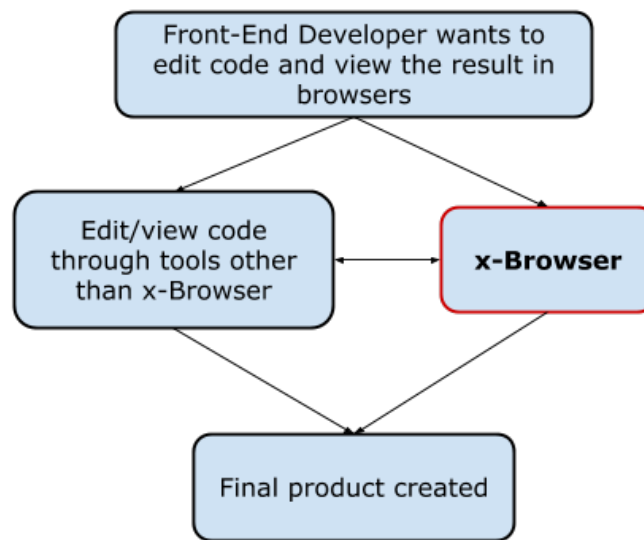 Front-End Developer wants to
edit code and view the result in
browsers
Edit/view code
through tools other
than x-Browser
x-Browser
Final product created